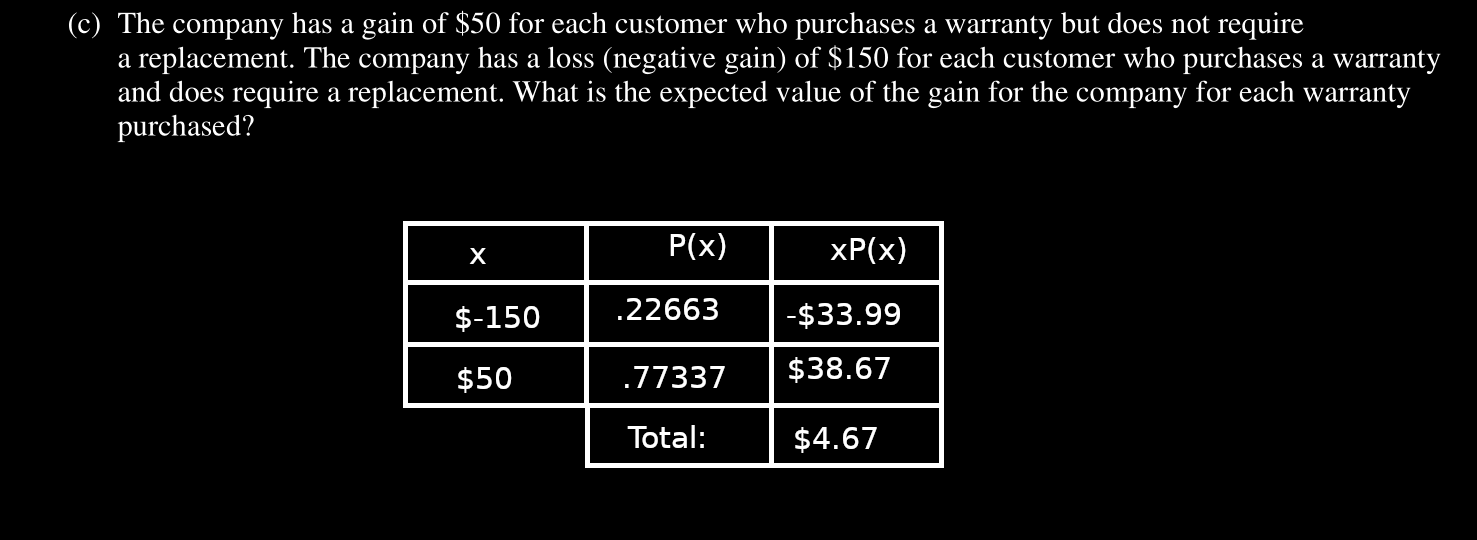 (c) The company has a gain of $50 for each customer who purchases a warranty but does not require
a replacement. The company has a loss (negative gain) of $150 for each customer who purchases a warranty
and does require a replacement. What is the expected value of the gain for the company for each warranty
purchased?
x P(x) xP(x)
$-150 .22663 -$33.99
$50 .77337 $38.67
Total: $4.67